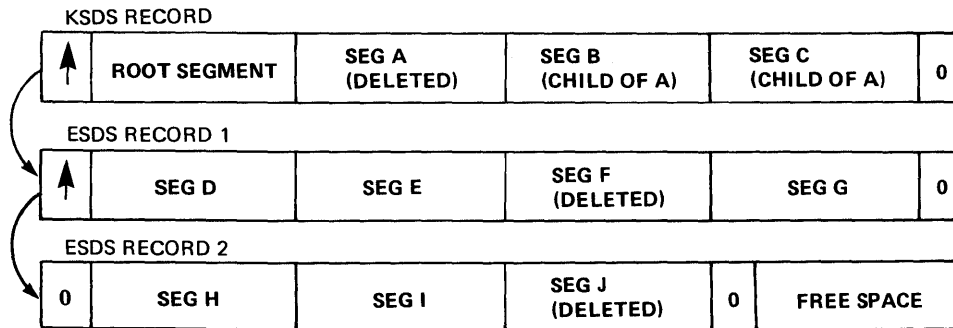 KSDS RECORD
ROOT SEGMENT
SEG A
(DELETED)
SEG B
(CHILD OF A)
SEG C
(CHILD OF A)
0
ESDS RECORD 1
SEG D
SEG E
SEG F
(DELETED)
SEG G
0
ESDS RECORD 2
0
SEG H
SEG I
SEG J
(DELETED)
0
FREE SPACE